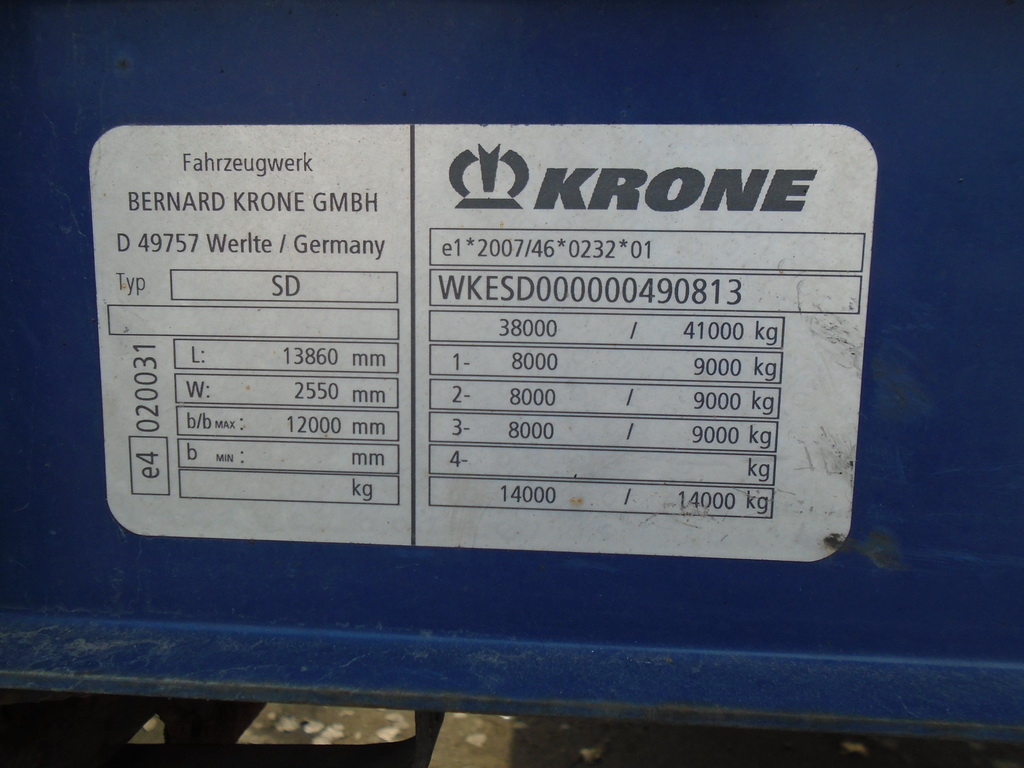 Fahrzeugwerk
BERNARD KRONE GMBH
D 49757 Werlte / Germany
Typ SD
e4 020031
L: 13860 mm
W: 2550 mm
b/b MAX : 12000 mm
b MIN : mm
kg
KRONE
e1*2007/46*0232*01
WKESD000000490813
38000 / 41000 kg
1- 8000 9000 kg
2- 8000 / 9000 kg
3- 8000 / 9000 kg
4- kg
14000 / 14000 kg